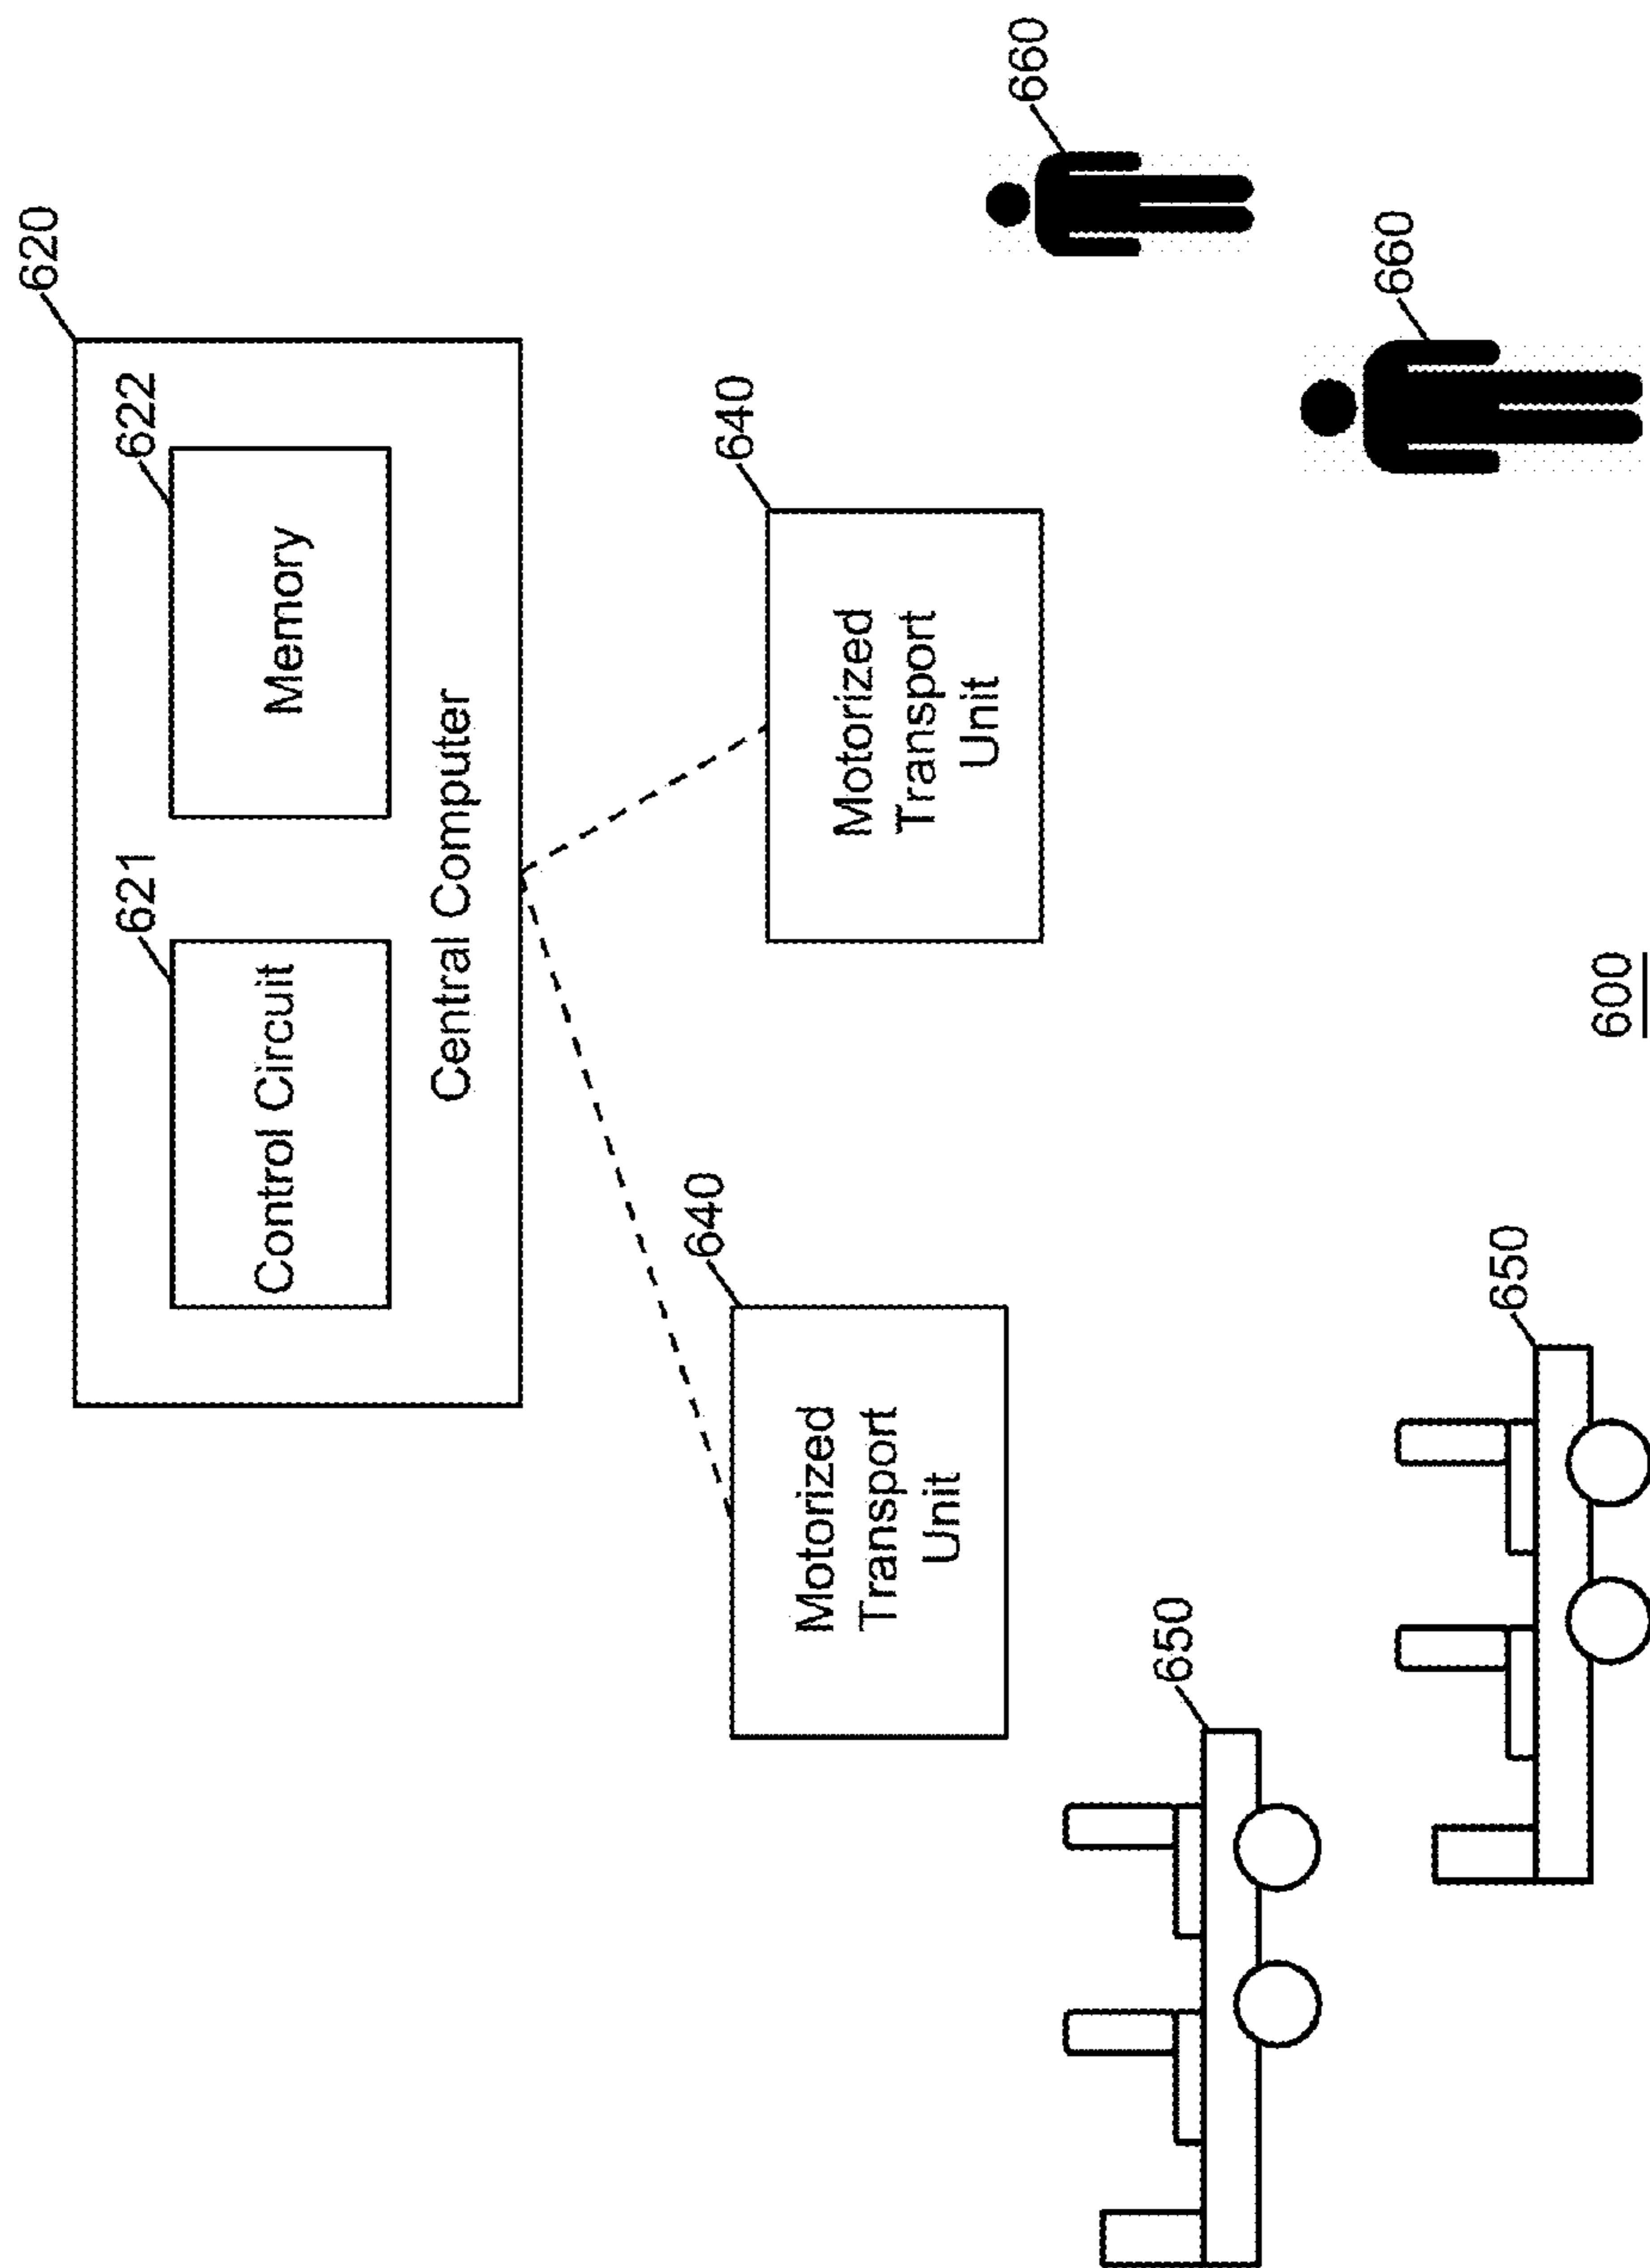 620
621
622
Control Circuit
Memory
Central Computer
640
640
Motorized
Transport
Unit
Motorized
Transport
Unit
660
650
660
650
600